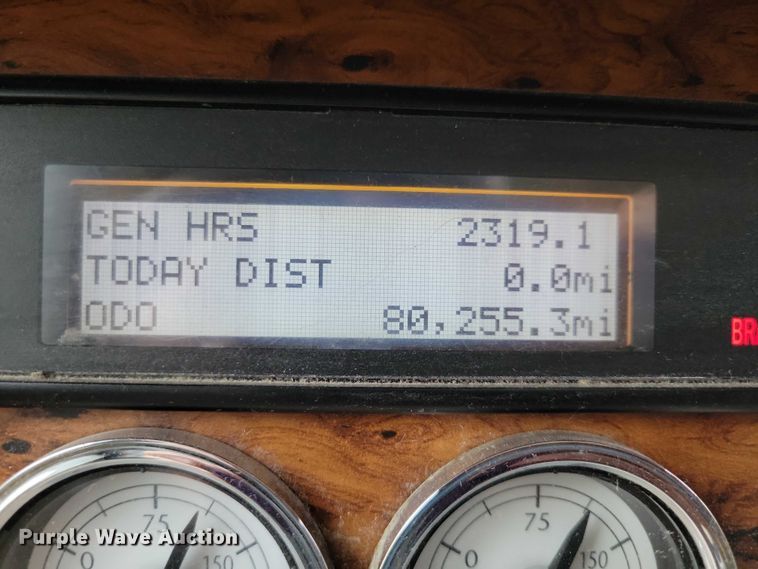 GEN HRS 2319.1
TODAY DIST 0.0mi
ODO 80,255.3mi
BR
0 75 150
0 75 150
Purple Wave Auction